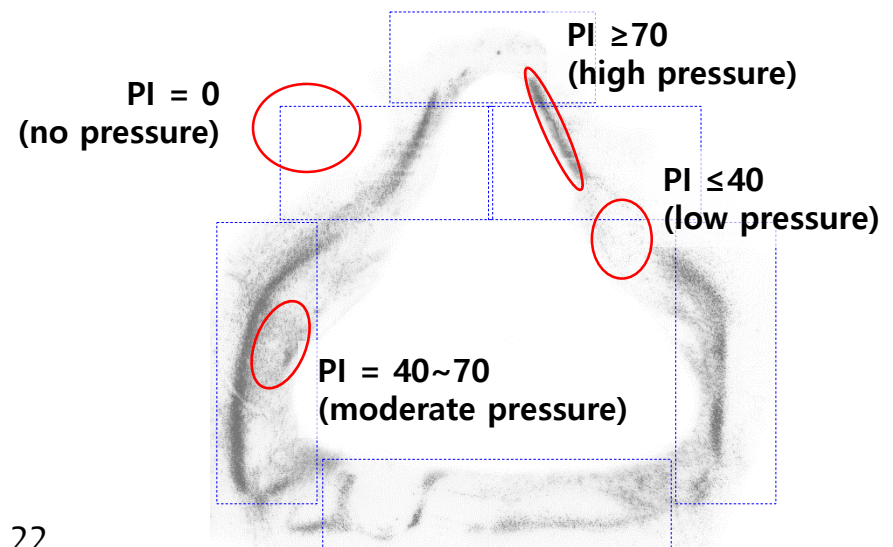 PI ≥70
(high pressure)
PI = 0
(no pressure)
PI ≤40
(low pressure)
PI = 40~70
(moderate pressure)
22